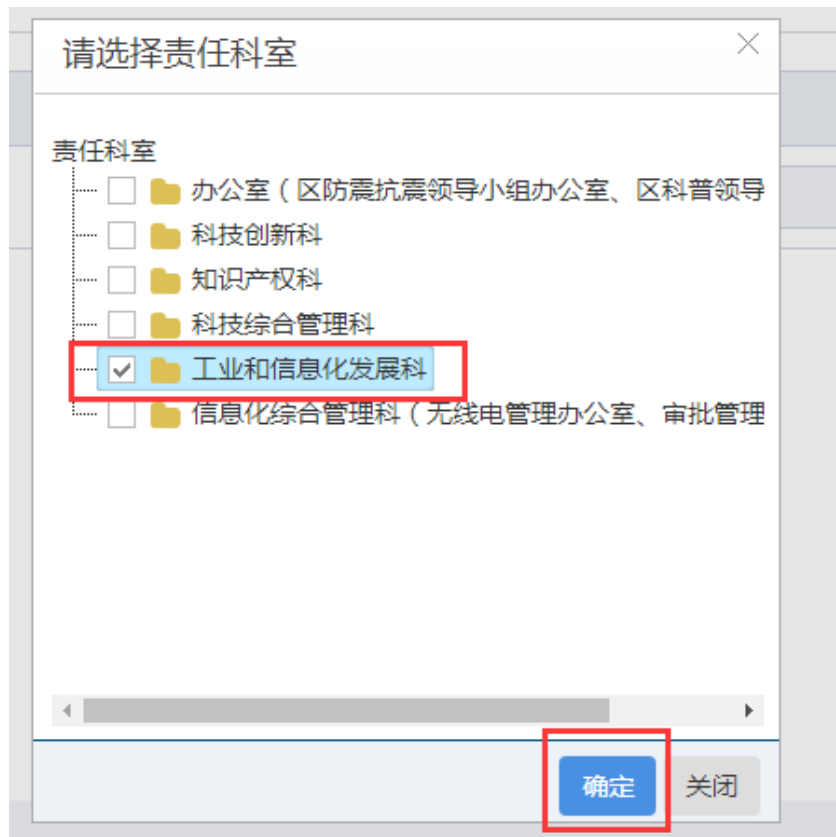 请选择责任科室
责任科室
办公室（区防震抗震领导小组办公室、区科普领导
科技创新科
知识产权科
科技综合管理科
工业和信息化发展科
信息化综合管理科（无线电管理办公室、审批管理
确定 关闭